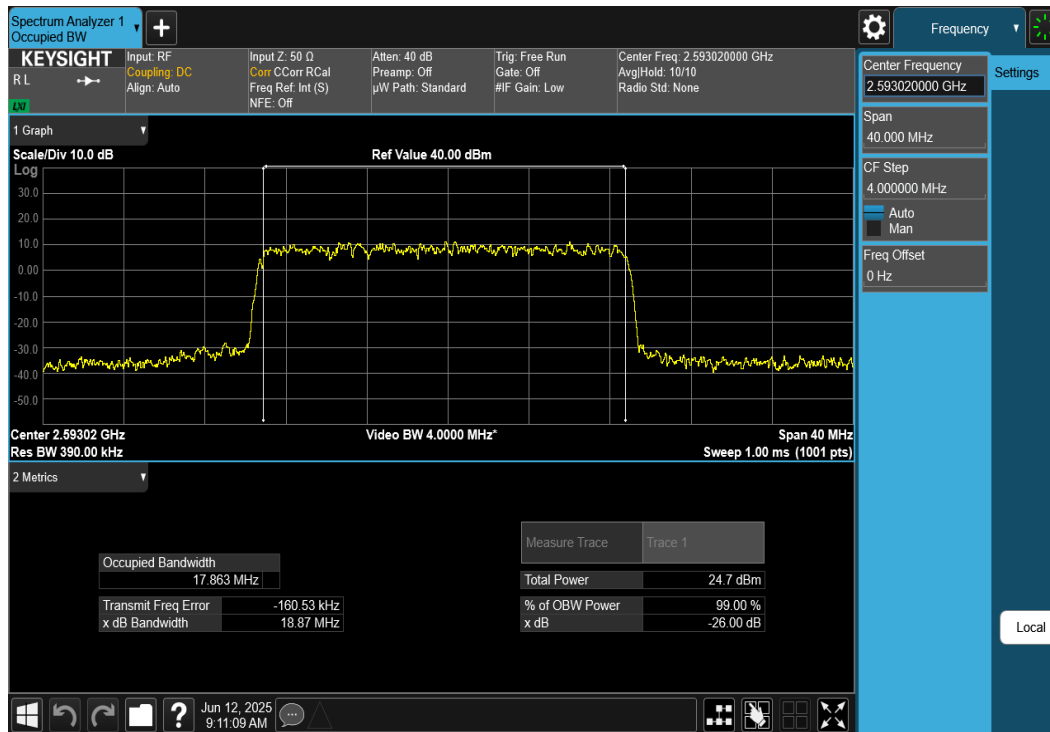 Spectrum Analyzer 1
Occupied BW
Frequency
KEYSIGHT
R L
LXI
Input: RF
Coupling: DC
Align: Auto
Input Z: 50 Ω
Corr CCorr RCal
Freq Ref: Int (S)
NFE: Off
Atten: 40 dB
Preamp: Off
µW Path: Standard
Trig: Free Run
Gate: Off
#IF Gain: Low
Center Freq: 2.593020000 GHz
Avg|Hold: 10/10
Radio Std: None
Center Frequency
2.593020000 GHz
Settings
Span
40.000 MHz
CF Step
4.000000 MHz
Auto
Man
Freq Offset
0 Hz
Local
1 Graph
Scale/Div 10.0 dB
Ref Value 40.00 dBm
Log
30.0
20.0
10.0
0.00
-10.0
-20.0
-30.0
-40.0
-50.0
Center 2.59302 GHz
Video BW 4.0000 MHz*
Span 40 MHz
Res BW 390.00 kHz
Sweep 1.00 ms (1001 pts)
2 Metrics
Measure Trace
Trace 1
Occupied Bandwidth
17.863 MHz
Total Power
24.7 dBm
Transmit Freq Error
-160.53 kHz
% of OBW Power
99.00 %
x dB Bandwidth
18.87 MHz
x dB
-26.00 dB
?
Jun 12, 2025
9:11:09 AM